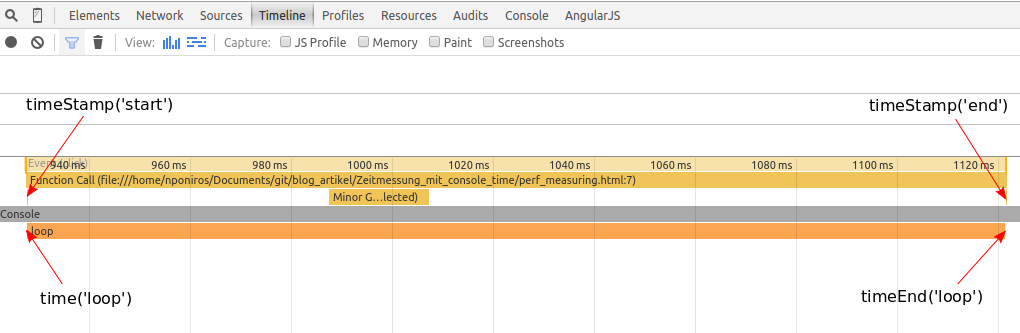 Elements Network Sources Timeline Profiles Resources Audits Console AngularJS
View: Capture: JS Profile Memory Paint Screenshots
timeStamp('start') timeStamp('end')
Event (click) 940 ms 960 ms 980 ms 1000 ms 1020 ms 1040 ms 1060 ms 1080 ms 1100 ms 1120 ms
Function Call (file:///home/nponiros/Documents/git/blog_artikel/Zeitmessung_mit_console_time/perf_measuring.html:7)
Minor G...lected)
Console
loop
time('loop') timeEnd('loop')